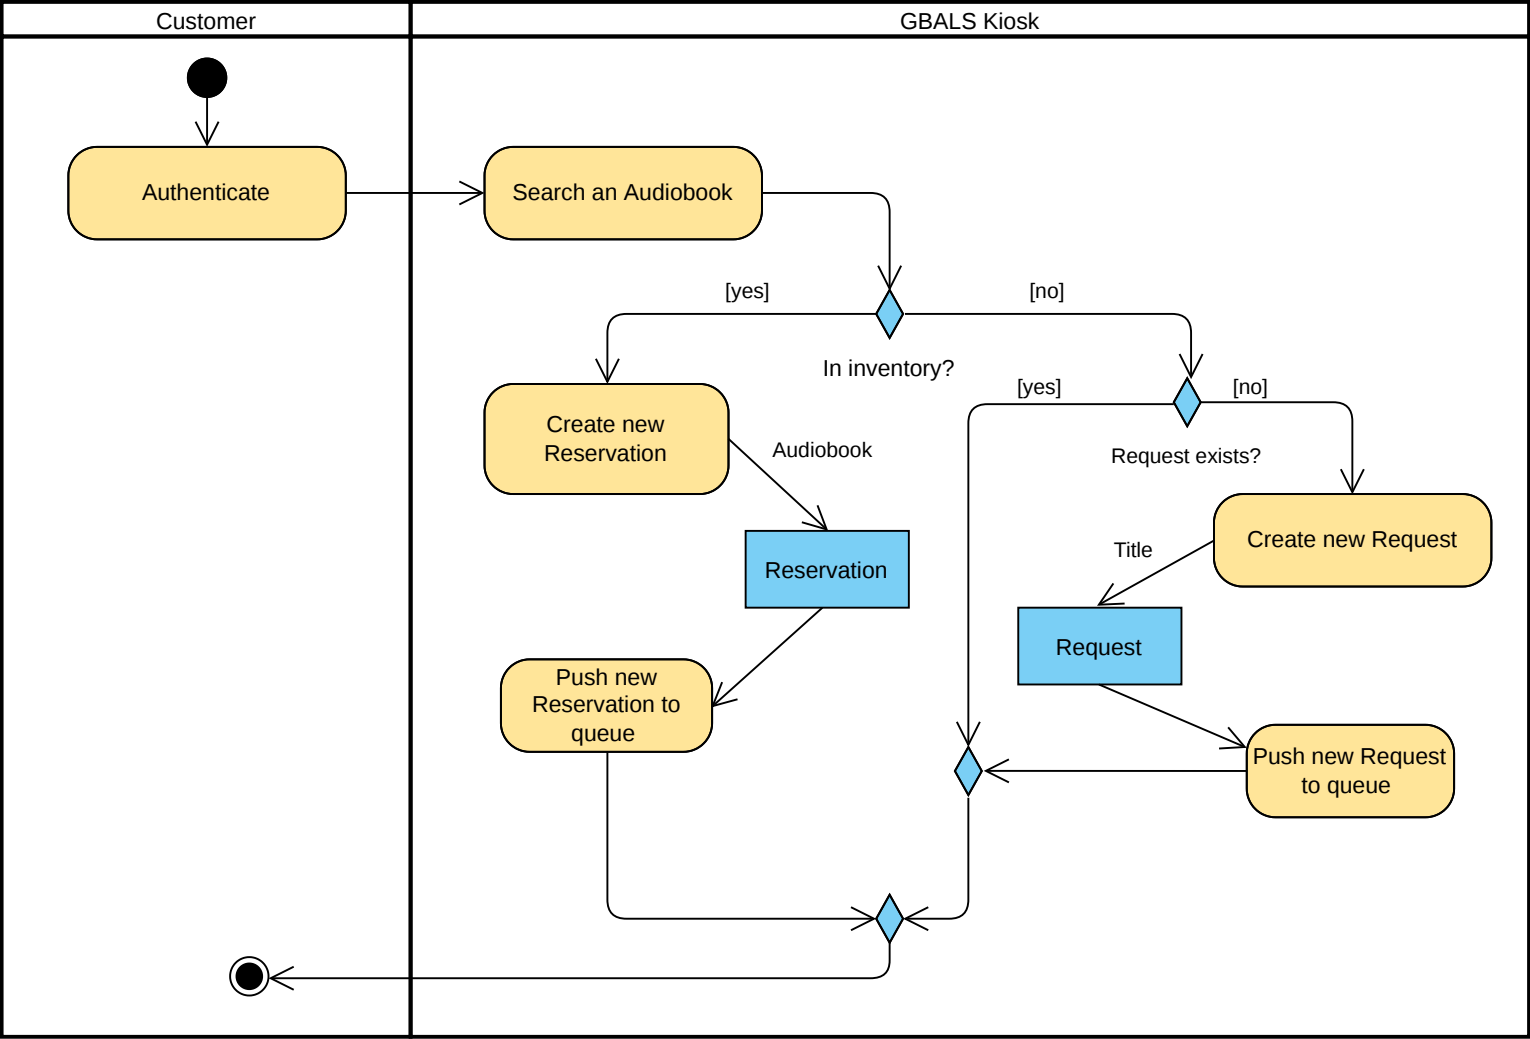 Customer
GBALS Kiosk
Authenticate
Search an Audiobook
[yes]
[no]
In inventory?
[yes]
[no]
Create new
Reservation
Audiobook
Request exists?
Create new Request
Title
Reservation
Request
Push new
Reservation to
queue
Push new Request
to queue